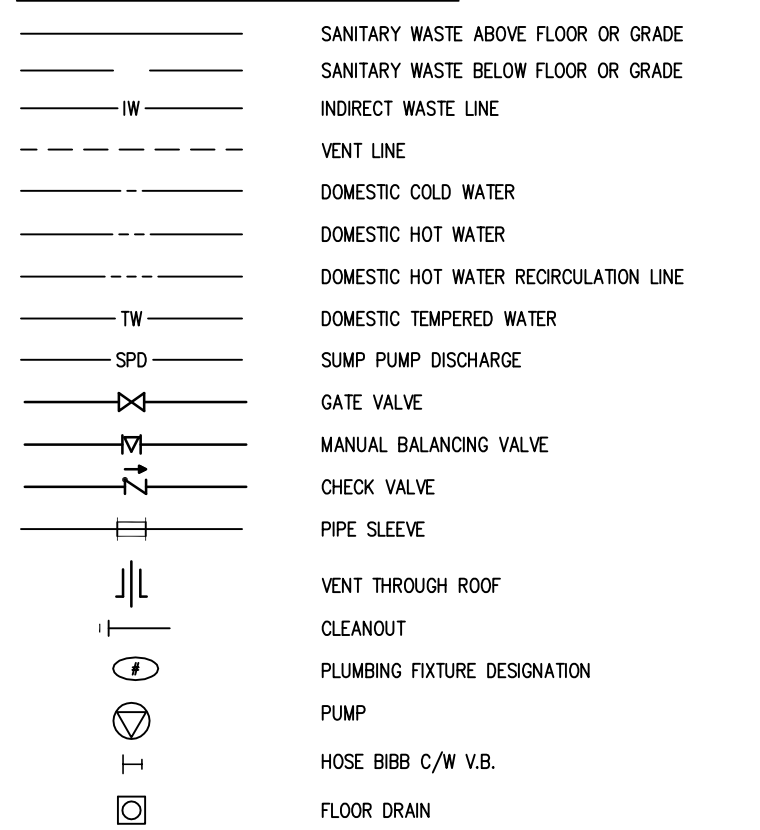 SANITARY WASTE ABOVE FLOOR OR GRADE
SANITARY WASTE BELOW FLOOR OR GRADE
IW INDIRECT WASTE LINE
VENT LINE
DOMESTIC COLD WATER
DOMESTIC HOT WATER
DOMESTIC HOT WATER RECIRCULATION LINE
TW DOMESTIC TEMPERED WATER
SPD SUMP PUMP DISCHARGE
GATE VALVE
MANUAL BALANCING VALVE
CHECK VALVE
PIPE SLEEVE
VENT THROUGH ROOF
CLEANOUT
# PLUMBING FIXTURE DESIGNATION
PUMP
HOSE BIBB C/W V.B.
FLOOR DRAIN